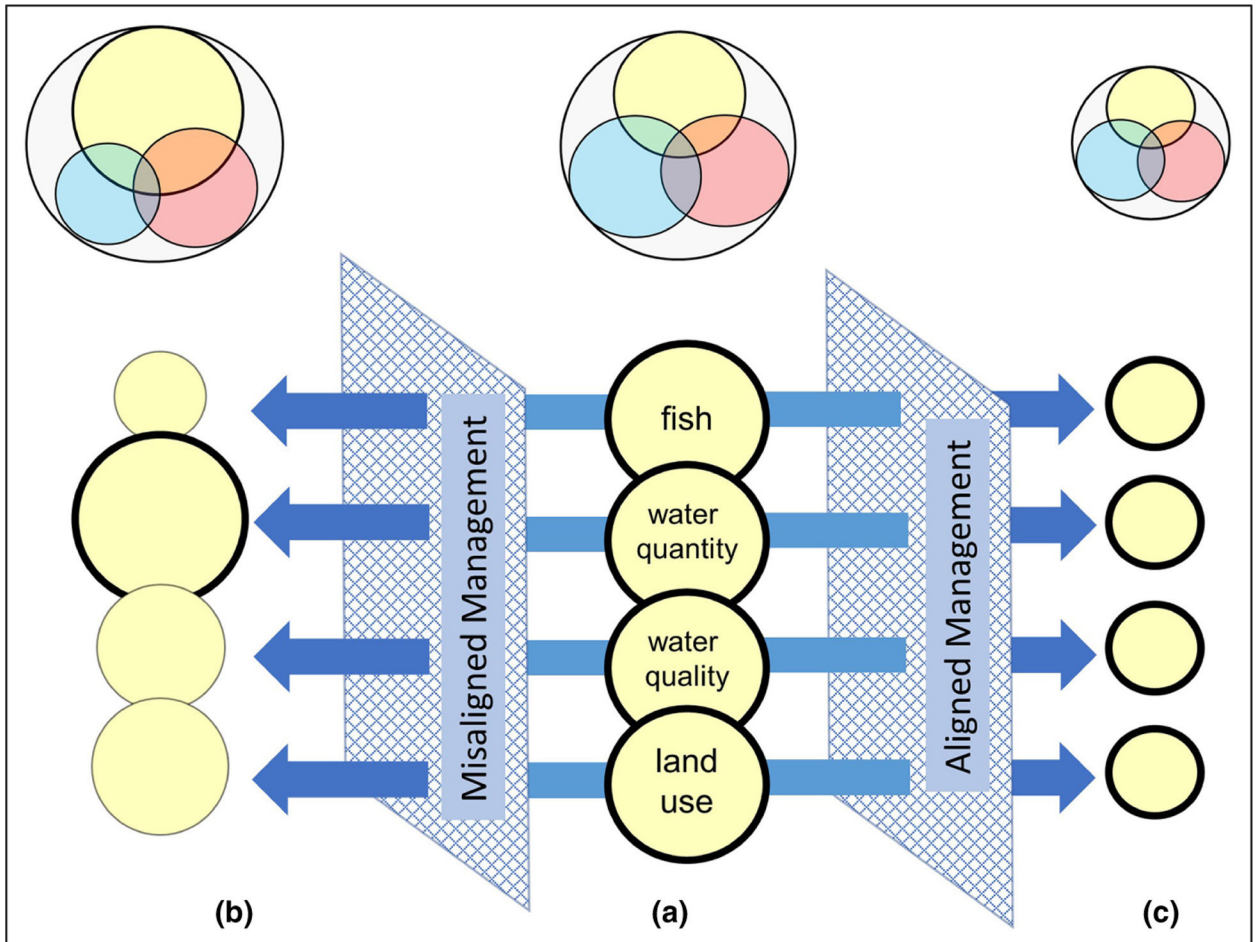 fish
water
quantity
water
quality
land
use
Misaligned Management
Aligned Management
(b)
(a)
(c)